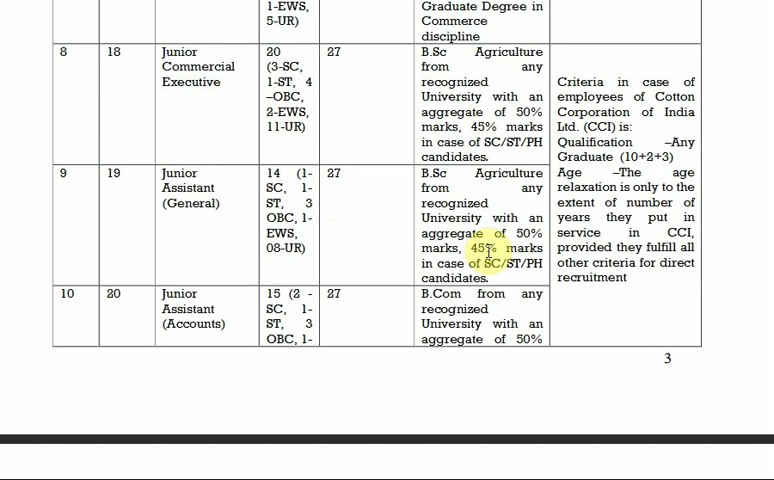 1-EWS,
5-UR)
Graduate Degree in
Commerce
discipline
8
18
Junior
Commercial
Executive
20
(3-SC,
1-ST, 4
–OBC,
2-EWS,
11-UR)
27
B.Sc Agriculture
from any
recognized
University with an
aggregate of 50%
marks, 45% marks
in case of SC/ST/PH
candidates.
Criteria in case of
employees of Cotton
Corporation of India
Ltd. (CCI) is:
Qualification –Any
Graduate (10+2+3)
Age –The age
relaxation is only to the
extent of number of
years they put in
service in CCI,
provided they fulfill all
other criteria for direct
recruitment
9
19
Junior
Assistant
(General)
14 (1-
SC, 1-
ST, 3
OBC, 1-
EWS,
08-UR)
27
B.Sc Agriculture
from any
recognized
University with an
aggregate of 50%
marks, 45% marks
in case of SC/ST/PH
candidates.
10
20
Junior
Assistant
(Accounts)
15 (2 -
SC, 1-
ST, 3
OBC, 1-
27
B.Com from any
recognized
University with an
aggregate of 50%
3